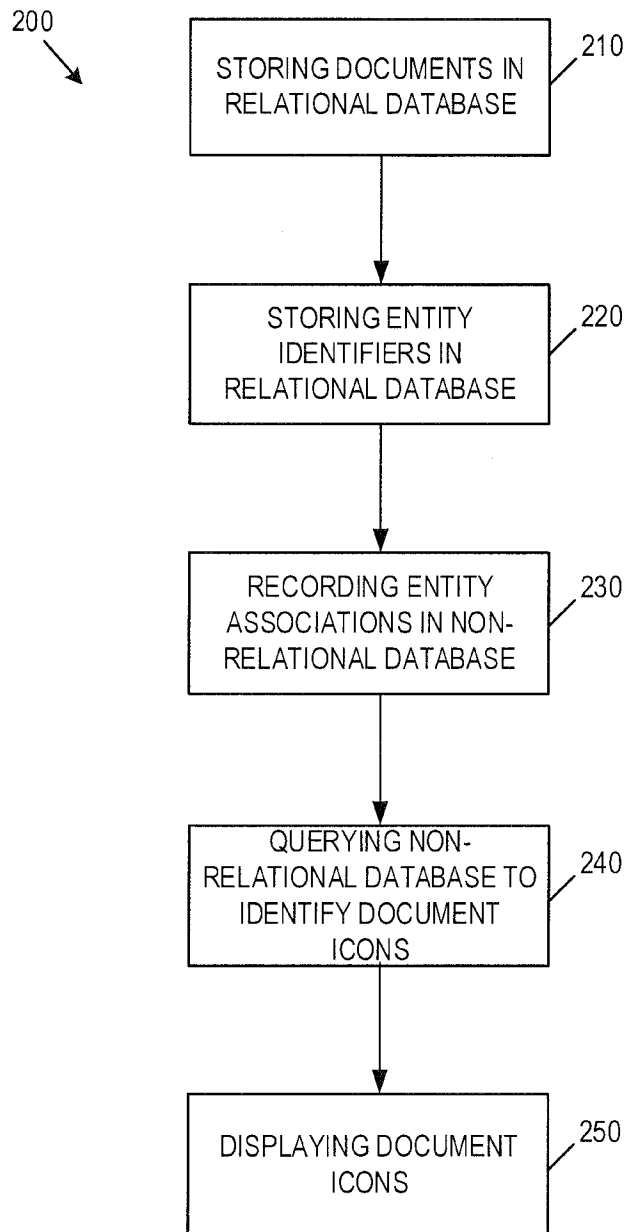 200
STORING DOCUMENTS IN
RELATIONAL DATABASE
210
STORING ENTITY
IDENTIFIERS IN
RELATIONAL DATABASE
220
RECORDING ENTITY
ASSOCIATIONS IN NON-
RELATIONAL DATABASE
230
QUERYING NON-
RELATIONAL DATABASE TO
IDENTIFY DOCUMENT
ICONS
240
DISPLAYING DOCUMENT
ICONS
250